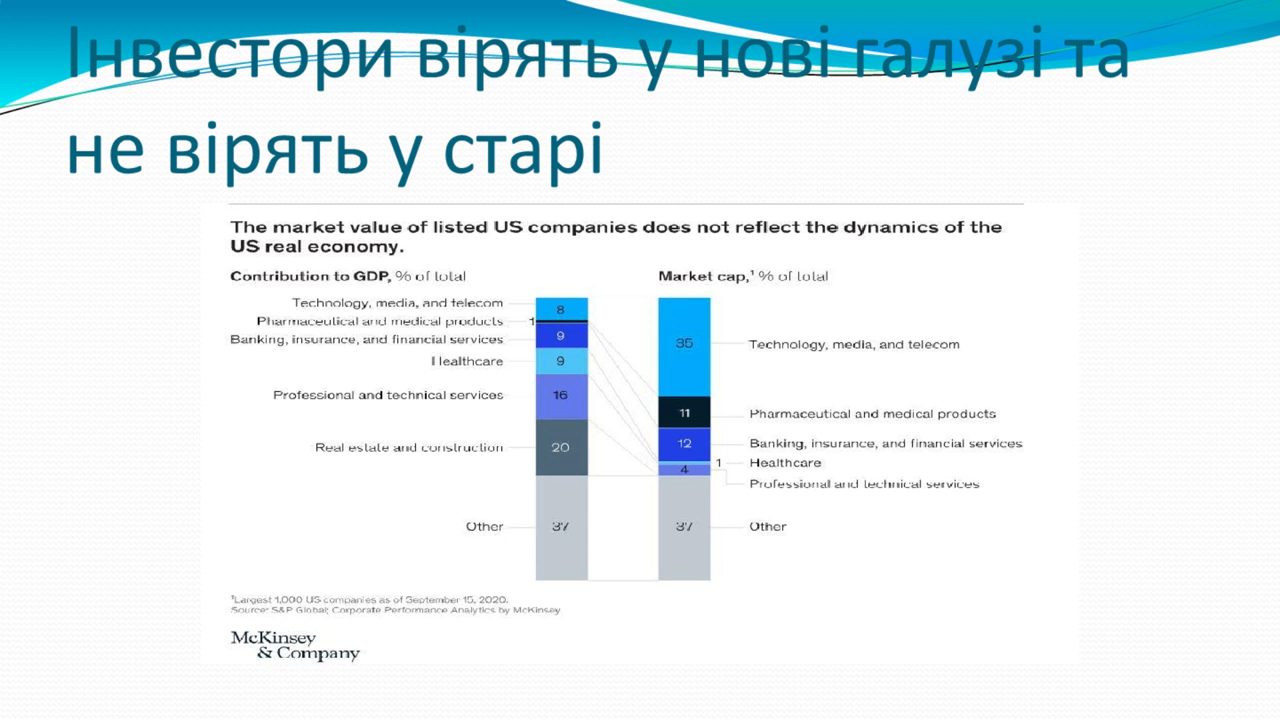 Інвестори вірять у нові галузі та
не вірять у старі
The market value of listed US companies does not reflect the dynamics of the
US real economy.
Contribution to GDP, % of total
Technology, media, and telecom 8
Pharmaceutical and medical products 1
Banking, insurance, and financial services 9
Healthcare 9
Professional and technical services 16
Real estate and construction 20
Other 37
Market cap,¹ % of total
35 Technology, media, and telecom
11 Pharmaceutical and medical products
12 Banking, insurance, and financial services
1 Healthcare
4 Professional and technical services
37 Other
¹Largest 1,000 US companies as of September 15, 2020.
Source: S&P Global; Corporate Performance Analytics by McKinsey
McKinsey
& Company